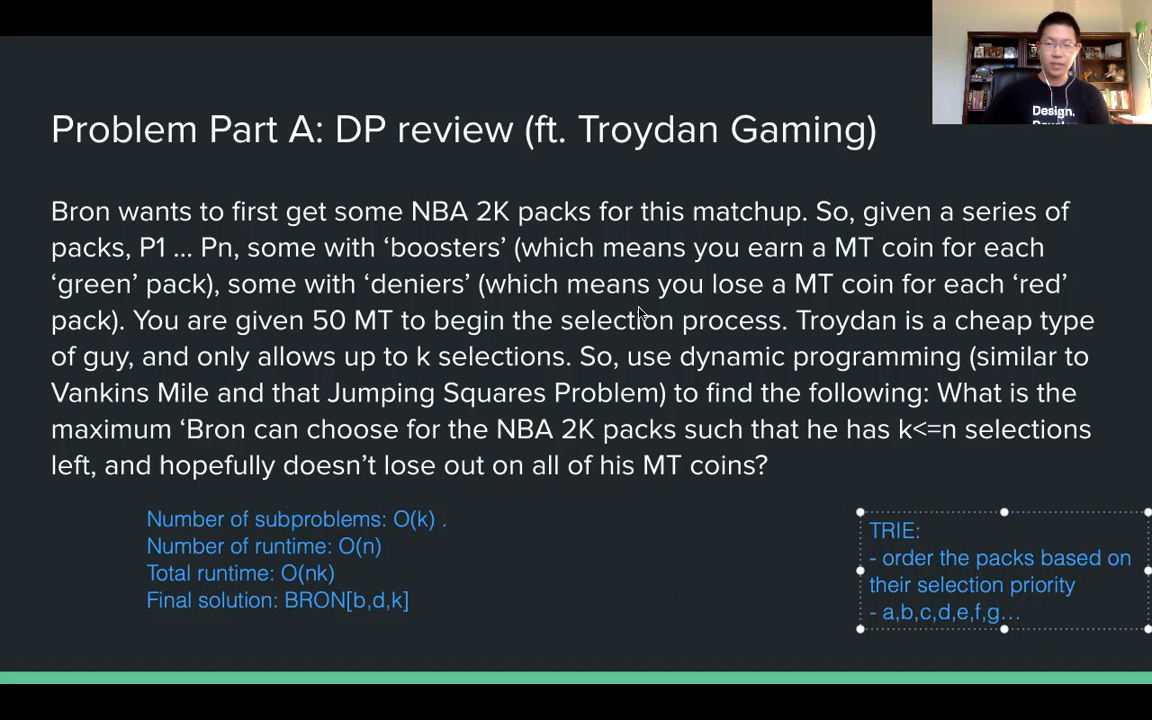 Design.
Problem Part A: DP review (ft. Troydan Gaming)
Bron wants to first get some NBA 2K packs for this matchup. So, given a series of
packs, P1 ... Pn, some with ‘boosters’ (which means you earn a MT coin for each
‘green’ pack), some with ‘deniers’ (which means you lose a MT coin for each ‘red’
pack). You are given 50 MT to begin the selection process. Troydan is a cheap type
of guy, and only allows up to k selections. So, use dynamic programming (similar to
Vankins Mile and that Jumping Squares Problem) to find the following: What is the
maximum ‘Bron can choose for the NBA 2K packs such that he has k<=n selections
left, and hopefully doesn’t lose out on all of his MT coins?
Number of subproblems: O(k) .
Number of runtime: O(n)
Total runtime: O(nk)
Final solution: BRON[b,d,k]
TRIE:
- order the packs based on
their selection priority
- a,b,c,d,e,f,g…